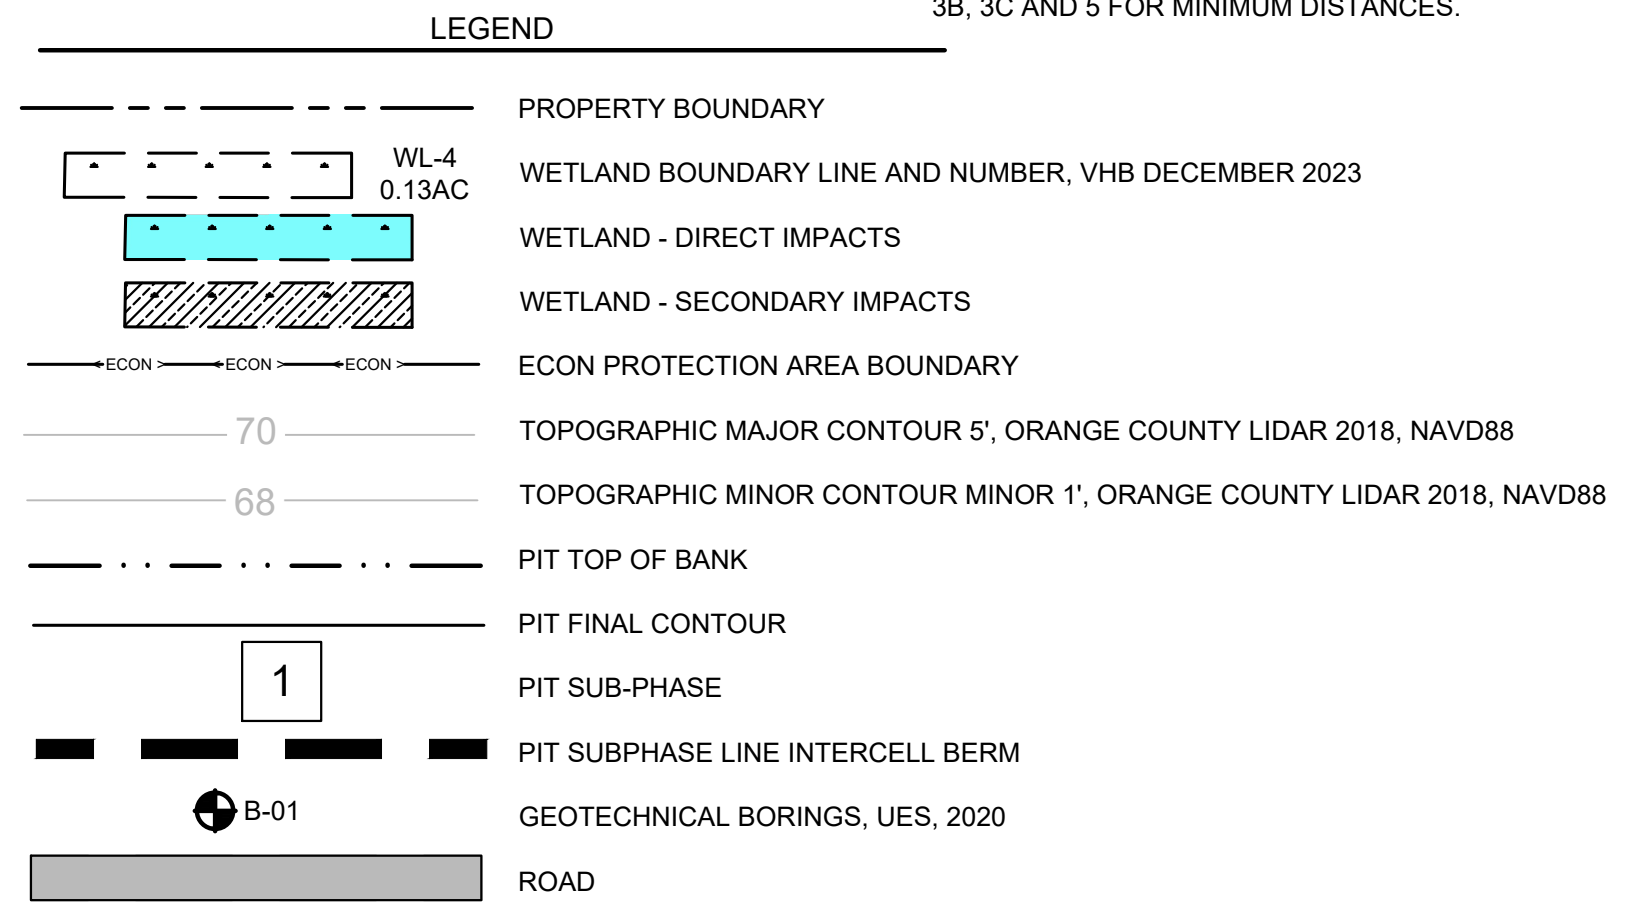 3B, 3C AND 5 FOR MINIMUM DISTANCES.
LEGEND
PROPERTY BOUNDARY
WL-4
0.13AC
WETLAND BOUNDARY LINE AND NUMBER, VHB DECEMBER 2023
WETLAND - DIRECT IMPACTS
WETLAND - SECONDARY IMPACTS
<ECON > <ECON > <ECON >
ECON PROTECTION AREA BOUNDARY
70
TOPOGRAPHIC MAJOR CONTOUR 5', ORANGE COUNTY LIDAR 2018, NAVD88
68
TOPOGRAPHIC MINOR CONTOUR MINOR 1', ORANGE COUNTY LIDAR 2018, NAVD88
PIT TOP OF BANK
PIT FINAL CONTOUR
1
PIT SUB-PHASE
PIT SUBPHASE LINE INTERCELL BERM
B-01
GEOTECHNICAL BORINGS, UES, 2020
ROAD